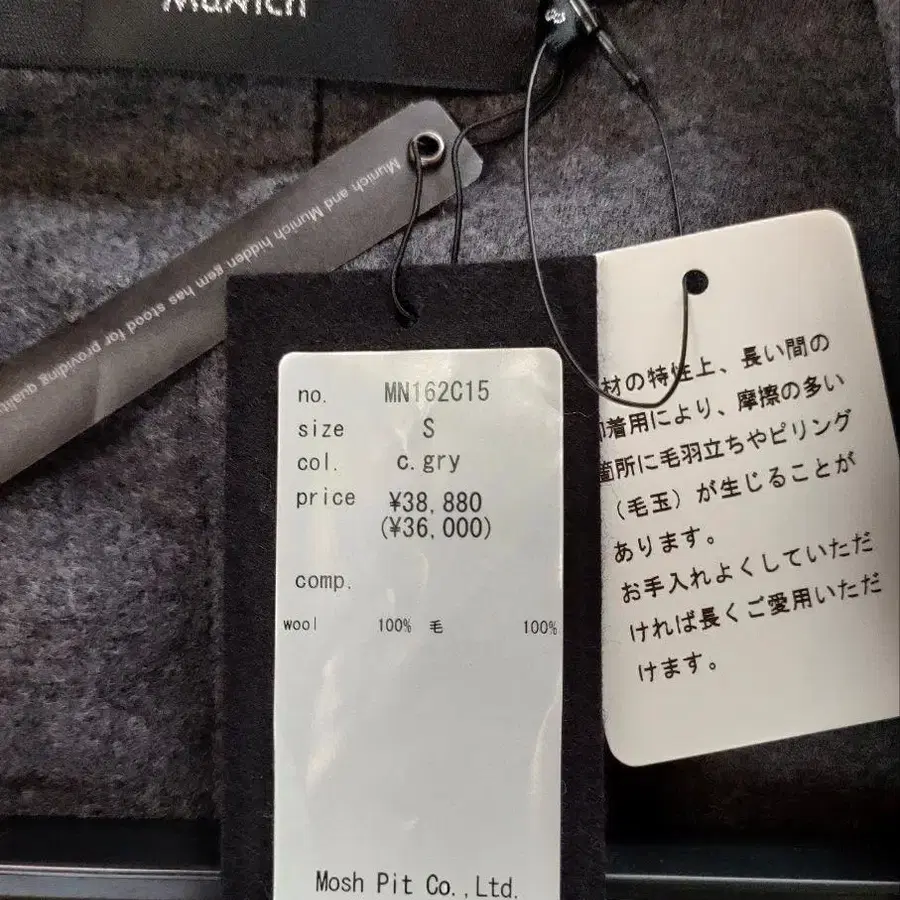 Munich
Munich and Munich hidden gem has stood for providing
no. MN162C15
size S
col. c.gry
price ¥38,880
(¥36,000)
comp.
wool 100% 毛 100%
Mosh Pit Co.,Ltd.
材の特性上、長い間の
着用により、摩擦の多い
箇所に毛羽立ちやピリング
（毛玉）が生じることが
あります。
お手入れよくしていただ
ければ長くご愛用いただ
けます。